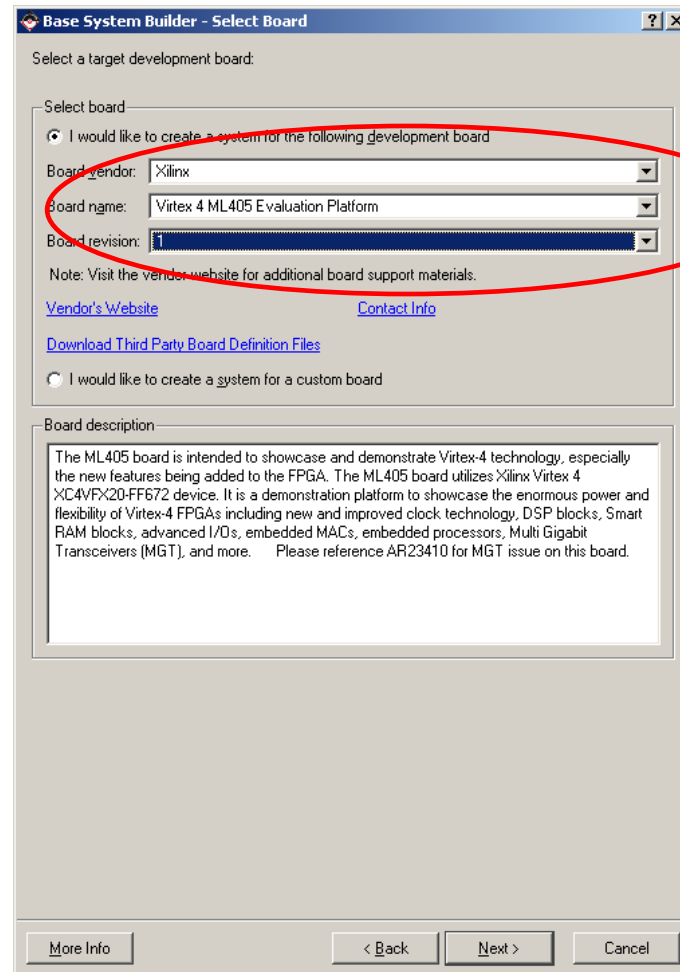 Base System Builder - Select Board
Select a target development board:
Select board
I would like to create a system for the following development board
Board vendor: Xilinx
Board name: Virtex 4 ML405 Evaluation Platform
Board revision: 1
Note: Visit the vendor website for additional board support materials.
Vendor's Website Contact Info
Download Third Party Board Definition Files
I would like to create a system for a custom board
Board description
The ML405 board is intended to showcase and demonstrate Virtex-4 technology, especially
the new features being added to the FPGA. The ML405 board utilizes Xilinx Virtex 4
XC4VFX20-FF672 device. It is a demonstration platform to showcase the enormous power and
flexibility of Virtex-4 FPGAs including new and improved clock technology, DSP blocks, Smart
RAM blocks, advanced I/Os, embedded MACs, embedded processors, Multi Gigabit
Transceivers (MGT), and more. Please reference AR23410 for MGT issue on this board.
More Info < Back Next > Cancel